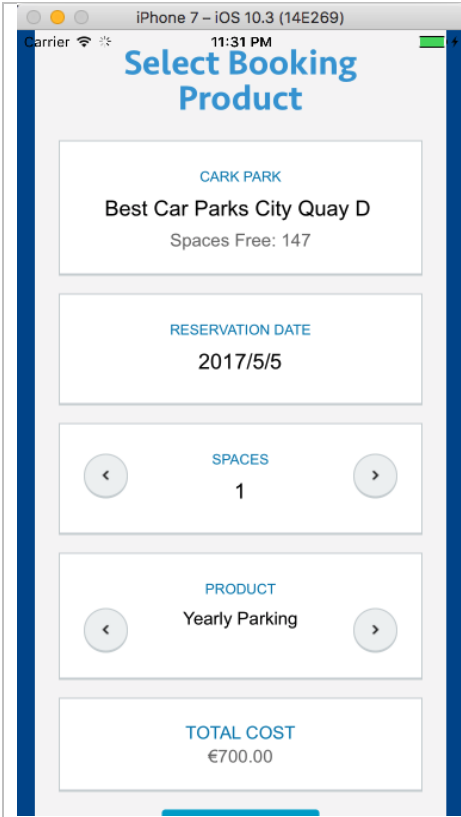 iPhone 7 – iOS 10.3 (14E269)
Carrier 11:31 PM
Select Booking
Product
CARK PARK
Best Car Parks City Quay D
Spaces Free: 147
RESERVATION DATE
2017/5/5
SPACES
1
PRODUCT
Yearly Parking
TOTAL COST
€700.00